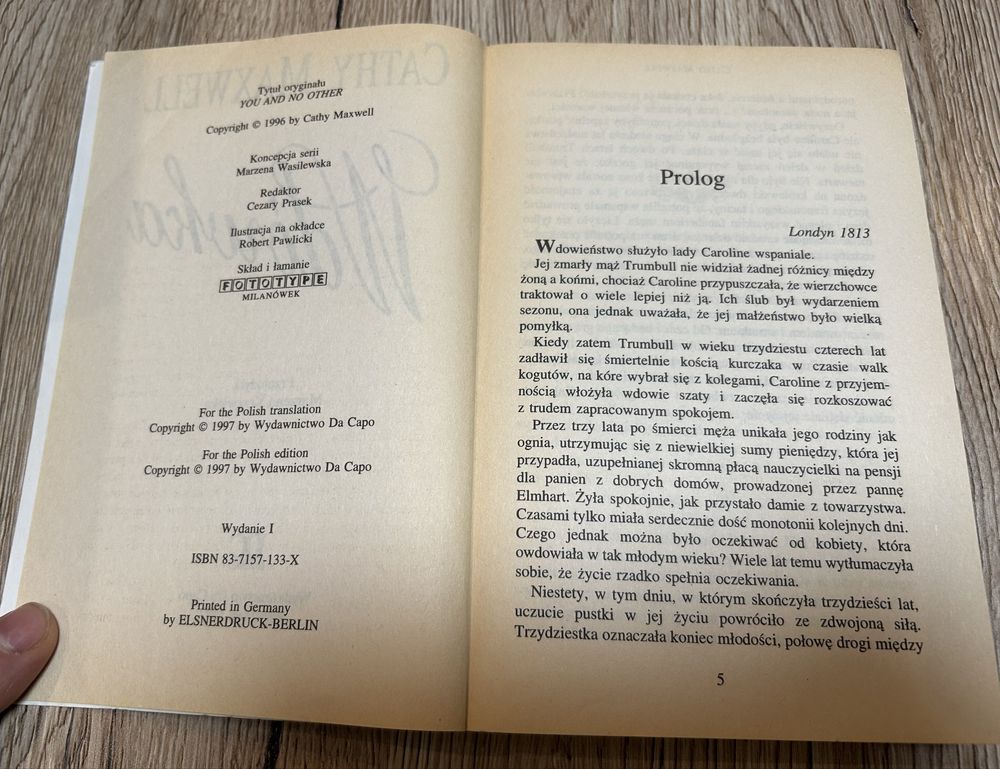 Tytuł oryginału
YOU AND NO OTHER
Copyright © 1996 by Cathy Maxwell
Koncepcja serii
Marzena Wasilewska
Redaktor
Cezary Prasek
Ilustracja na okładce
Robert Pawlicki
Skład i łamanie
FOTOTYPE
MILANÓWEK
For the Polish translation
Copyright © 1997 by Wydawnictwo Da Capo
For the Polish edition
Copyright © 1997 by Wydawnictwo Da Capo
Wydanie I
ISBN 83-7157-133-X
Printed in Germany
by ELSNERDRUCK-BERLIN
Prolog
Londyn 1813
Wdowieństwo służyło lady Caroline wspaniale.
Jej zmarły mąż Trumbull nie widział żadnej różnicy między
żoną a końmi, chociaż Caroline przypuszczała, że wierzchowce
traktował o wiele lepiej niż ją. Ich ślub był wydarzeniem
sezonu, ona jednak uważała, że jej małżeństwo było wielką
pomyłką.
Kiedy zatem Trumbull w wieku trzydziestu czterech lat
zadławił się śmiertelnie kością kurczaka w czasie walk
kogutów, na kóre wybrał się z kolegami, Caroline z przyjem-
nością włożyła wdowie szaty i zaczęła się rozkoszować
z trudem zapracowanym spokojem.
Przez trzy lata po śmierci męża unikała jego rodziny jak
ognia, utrzymując się z niewielkiej sumy pieniędzy, która jej
przypadła, uzupełnianej skromną płacą nauczycielki na pensji
dla panien z dobrych domów, prowadzonej przez pannę
Elmhart. Żyła spokojnie, jak przystało damie z towarzystwa.
Czasami tylko miała serdecznie dość monotonii kolejnych dni.
Czego jednak można było oczekiwać od kobiety, która
owdowiała w tak młodym wieku? Wiele lat temu wytłumaczyła
sobie, że życie rzadko spełnia oczekiwania.
Niestety, w tym dniu, w którym skończyła trzydzieści lat,
uczucie pustki w jej życiu powróciło ze zdwojoną siłą.
Trzydziestka oznaczała koniec młodości, połowę drogi między
5